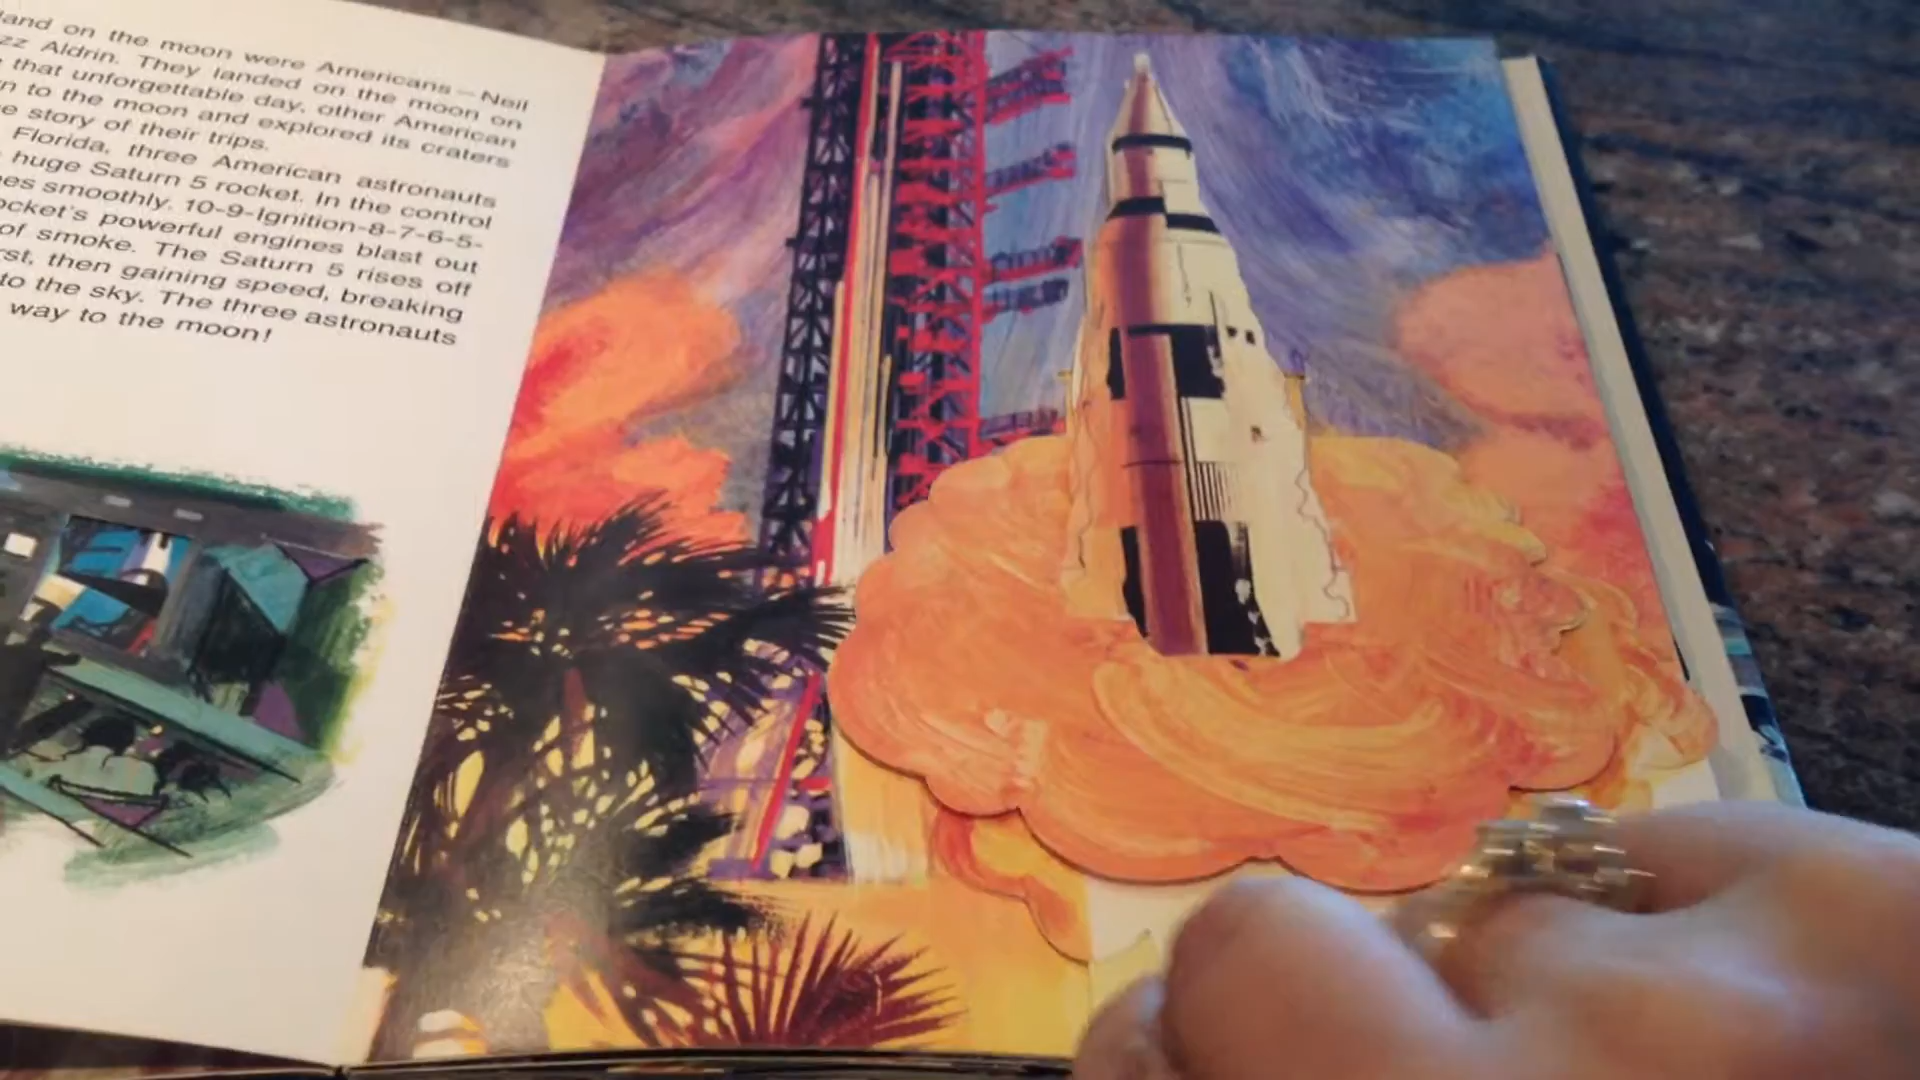 land on the moon were Americans—Neil
zz Aldrin. They landed on the moon on
that unforgettable day, other American
n to the moon and explored its craters
e story of their trips.
Florida, three American astronauts
huge Saturn 5 rocket. In the control
es smoothly. 10-9-Ignition-8-7-6-5-
ocket's powerful engines blast out
of smoke. The Saturn 5 rises off
rst, then gaining speed, breaking
to the sky. The three astronauts
way to the moon!